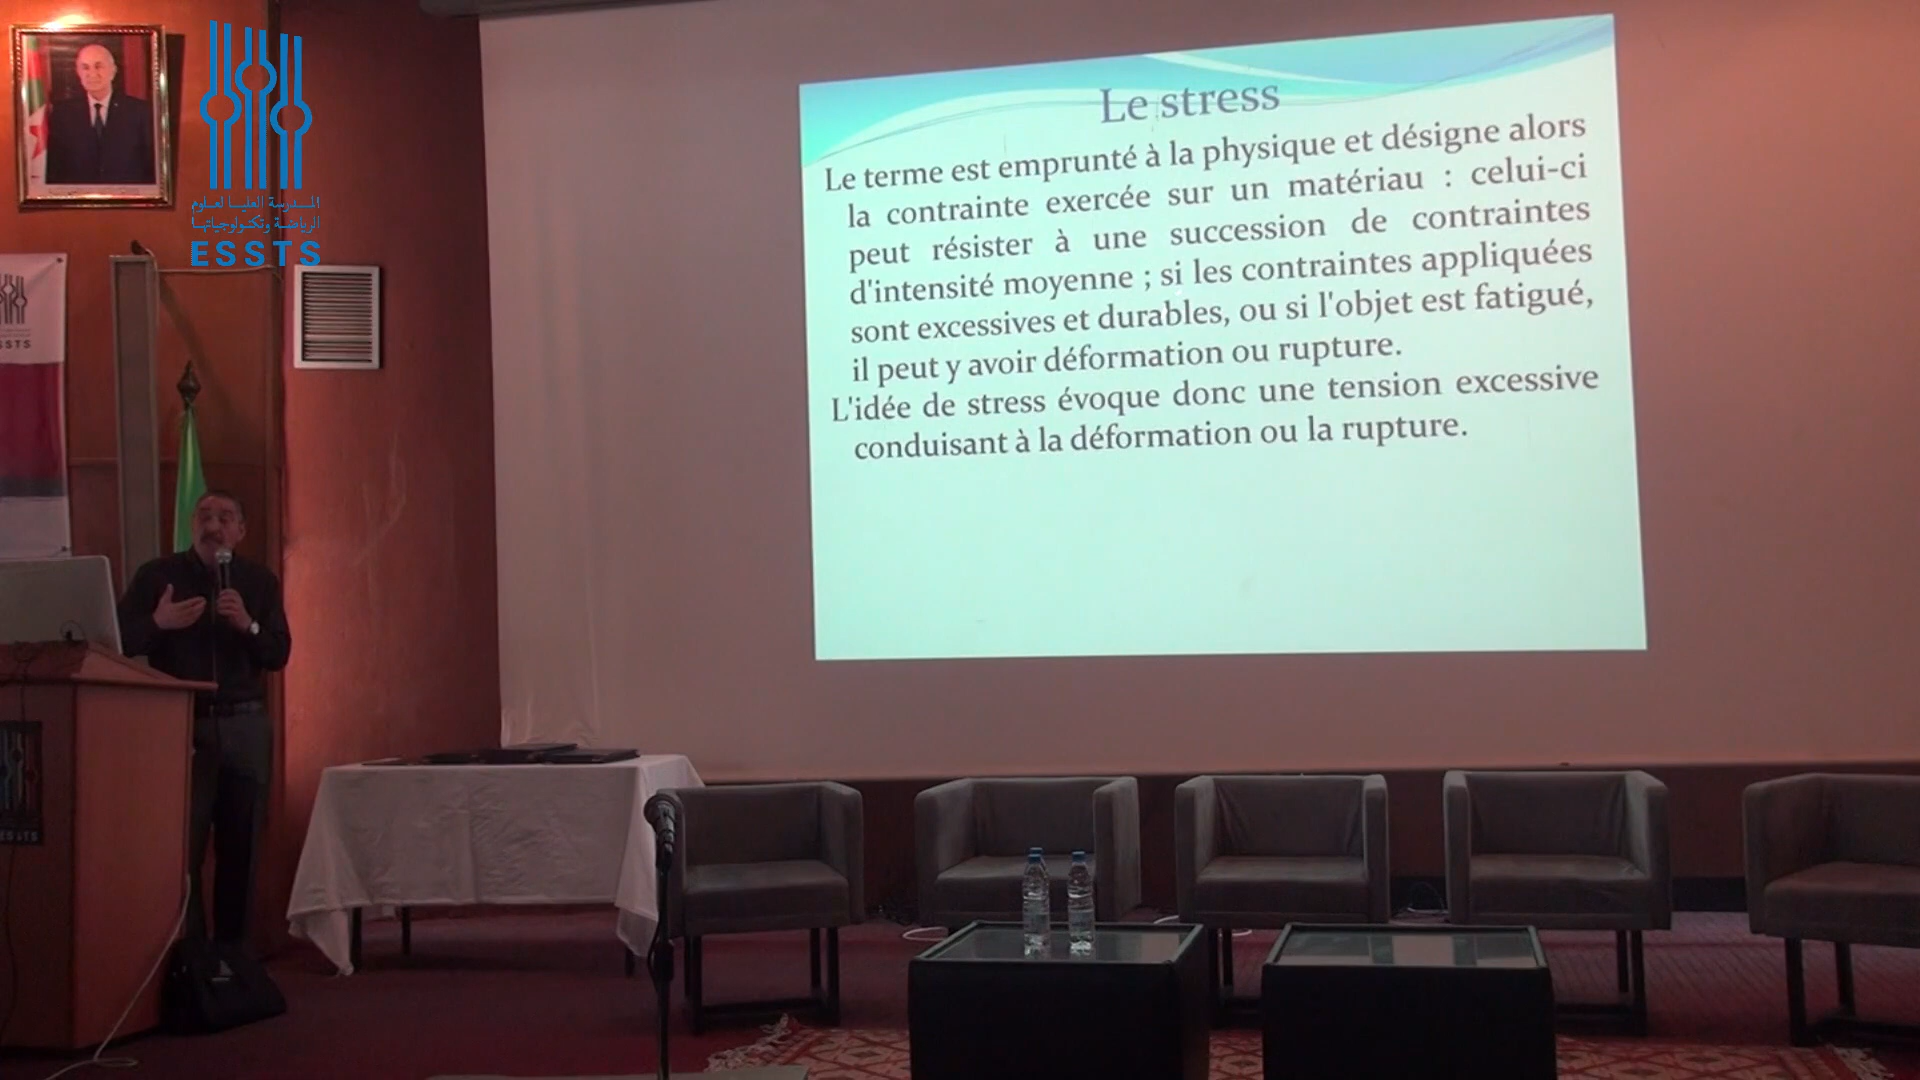 المدرسة العليا لعلوم
الرياضة وتكنولوجياتها
ESSTS
Le stress
Le terme est emprunté à la physique et désigne alors
la contrainte exercée sur un matériau : celui-ci
peut résister à une succession de contraintes
d'intensité moyenne ; si les contraintes appliquées
sont excessives et durables, ou si l'objet est fatigué,
il peut y avoir déformation ou rupture.
L'idée de stress évoque donc une tension excessive
conduisant à la déformation ou la rupture.
SSTS
ESSTS